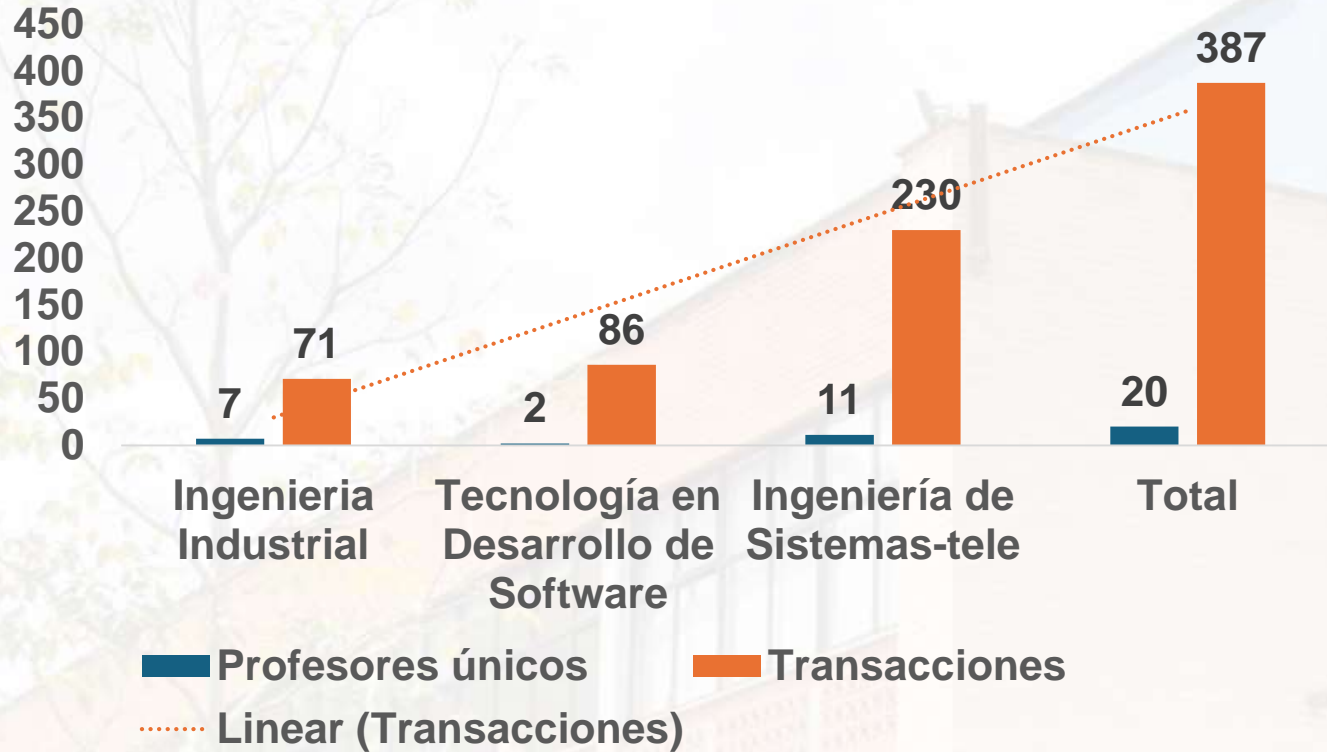 450
400
350
300
250
200
150
100
50
0
387
230
71
86
7
2
11
20
Ingenieria
Industrial
Tecnología en
Desarrollo de
Software
Ingeniería de
Sistemas-tele
Total
Profesores únicos
Transacciones
Linear (Transacciones)